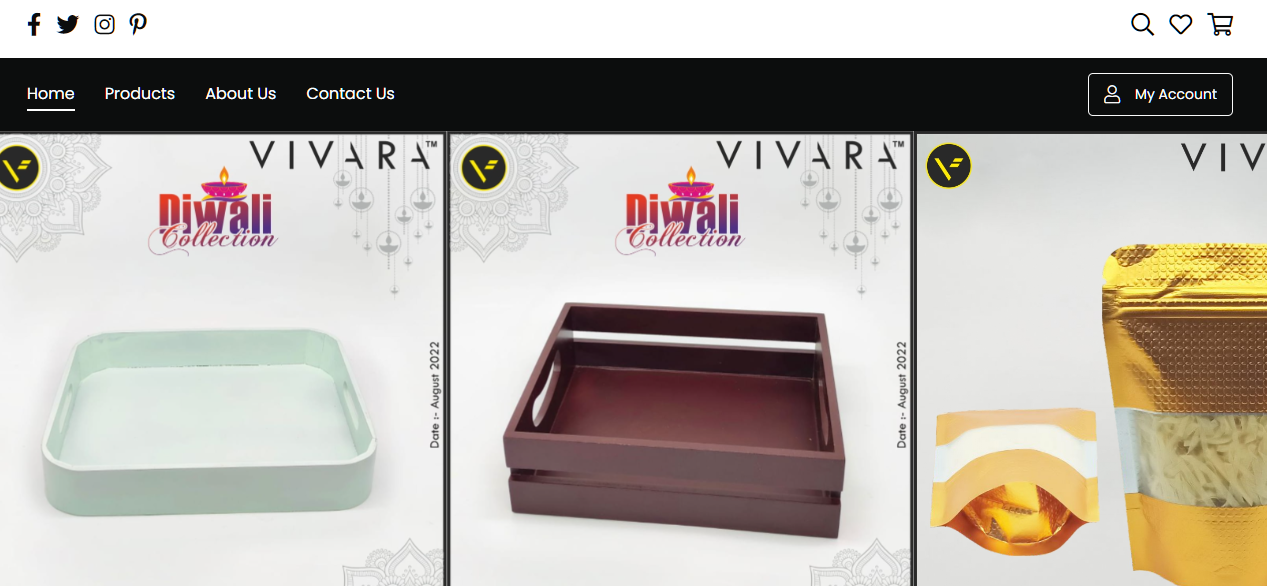 Home Products About Us Contact Us My Account
VIVARA™
Diwali
Collection
Date :- August 2022
VIVARA™
Diwali
Collection
Date :- August 2022
VIV